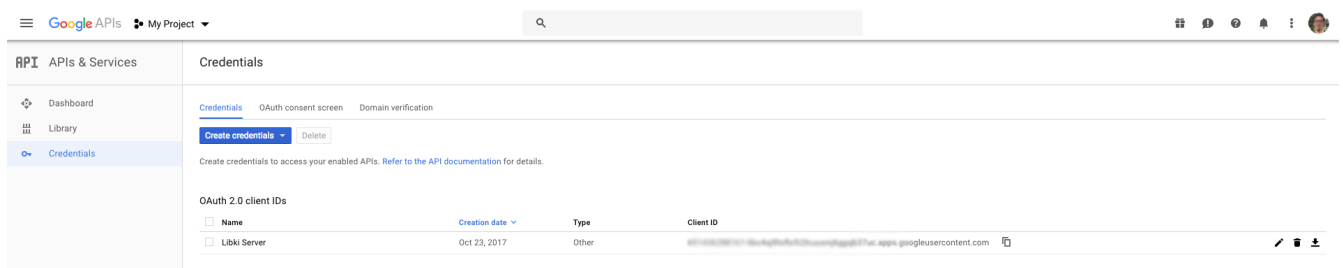 Google APIs My Project
API APIs & Services
Credentials
Dashboard
Library
Credentials
Credentials OAuth consent screen Domain verification
Create credentials Delete
Create credentials to access your enabled APIs. Refer to the API documentation for details.
OAuth 2.0 client IDs
Name Creation date Type Client ID
Libki Server Oct 23, 2017 Other .apps.googleusercontent.com